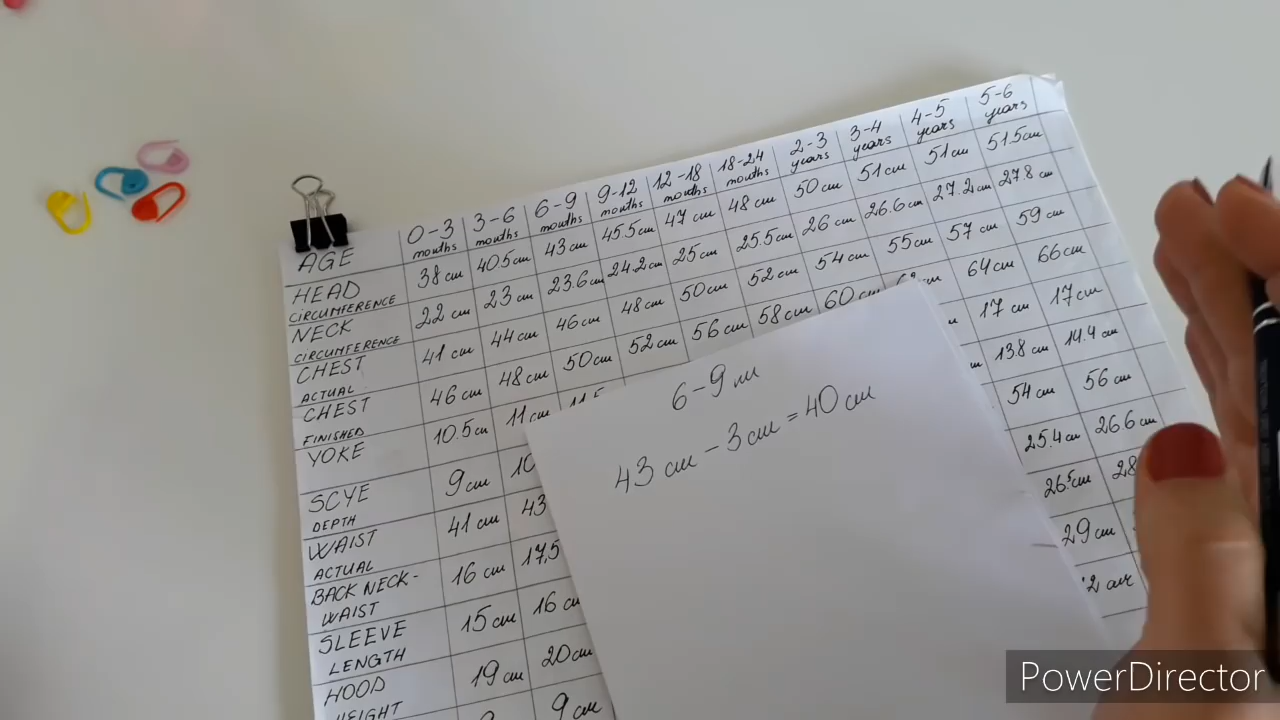 0-3 3-6 6-9 9-12 12-18 18-24 2-3 3-4 4-5 5-6
months months months months months months years years years years
AGE
HEAD 38 cm 40.5 cm 43 cm 45.5 cm 47 cm 48 cm 50 cm 51 cm 51 cm 51.5 cm
CIRCUMFERENCE
NECK 22 cm 23 cm 23.6 cm 24.2 cm 25 cm 25.5 cm 26 cm 26.6 cm 27.2 cm 27.8 cm
CIRCUMFERENCE
CHEST 41 cm 44 cm 46 cm 48 cm 50 cm 52 cm 54 cm 55 cm 57 cm 59 cm
ACTUAL
CHEST 46 cm 48 cm 50 cm 52 cm 56 cm 58 cm 60 cm 64 cm 66 cm
FINISHED
YOKE 10.5 cm 11 cm 17 cm 17 cm
SCYE 9 cm 10 13.8 cm 14.4 cm
DEPTH
WAIST 41 cm 43 54 cm 56 cm
ACTUAL
BACK NECK- 16 cm 17,5 25.4 cm 26.6 cm
WAIST
SLEEVE 15 cm 16 cm 26.5 cm 28
LENGTH
HOOD 19 cm 20 cm 29 cm
HEIGHT
9 cm
6-9 m
43 cm - 3 cm = 40 cm
PowerDirector